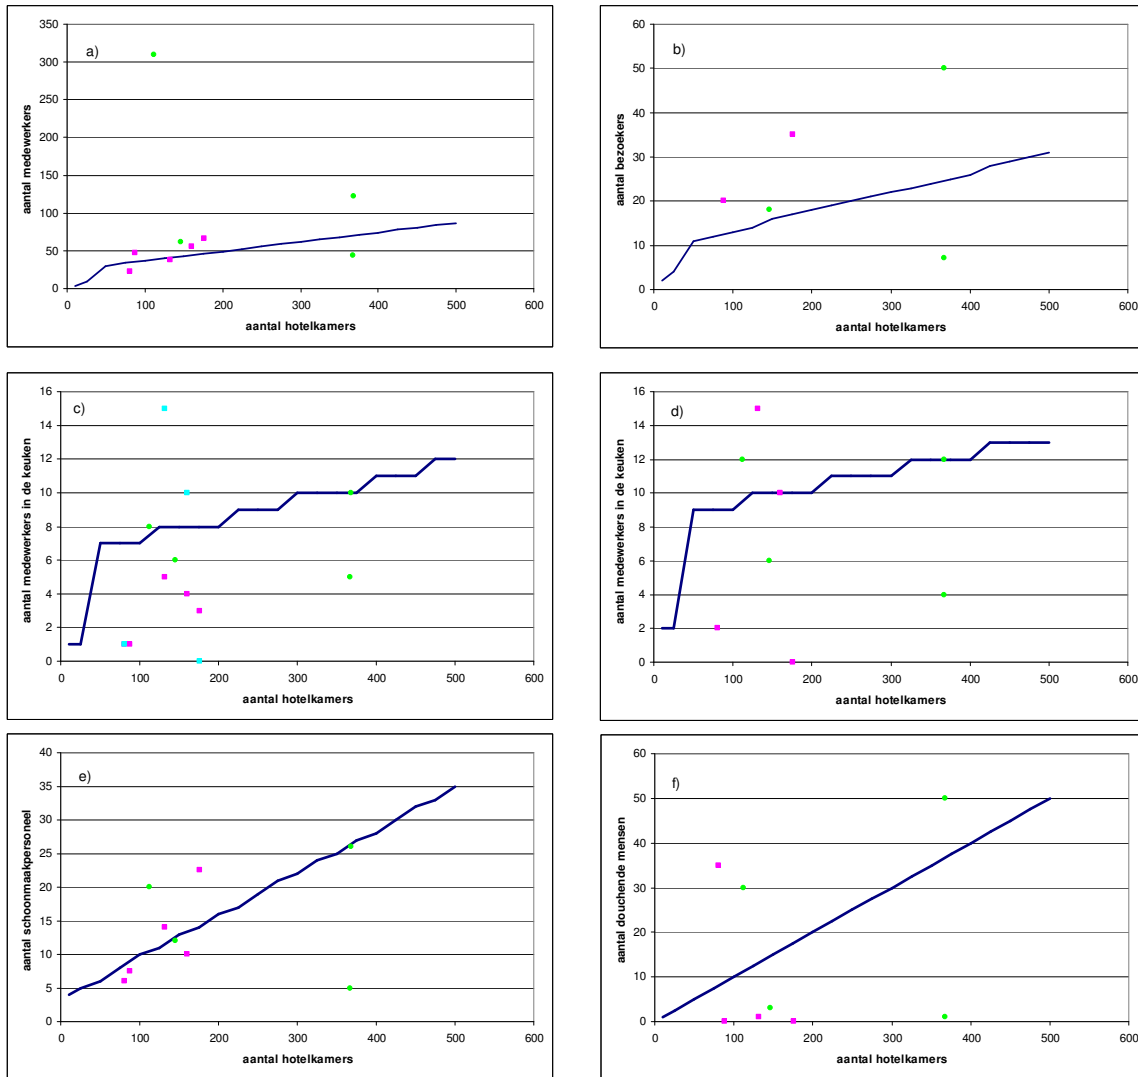 a)
350
300
250
200
150
100
50
0
aantal medewerkers
0 100 200 300 400 500 600
aantal hotelkamers
b)
60
50
40
30
20
10
0
aantal bezoekers
0 100 200 300 400 500 600
aantal hotelkamers
c)
16
14
12
10
8
6
4
2
0
aantal medewerkers in de keuken
0 100 200 300 400 500 600
aantal hotelkamers
d)
16
14
12
10
8
6
4
2
0
aantal medewerkers in de keuken
0 100 200 300 400 500 600
aantal hotelkamers
e)
40
35
30
25
20
15
10
5
0
aantal schoonmaakpersoneel
0 100 200 300 400 500 600
aantal hotelkamers
f)
60
50
40
30
20
10
0
aantal douchende mensen
0 100 200 300 400 500 600
aantal hotelkamers